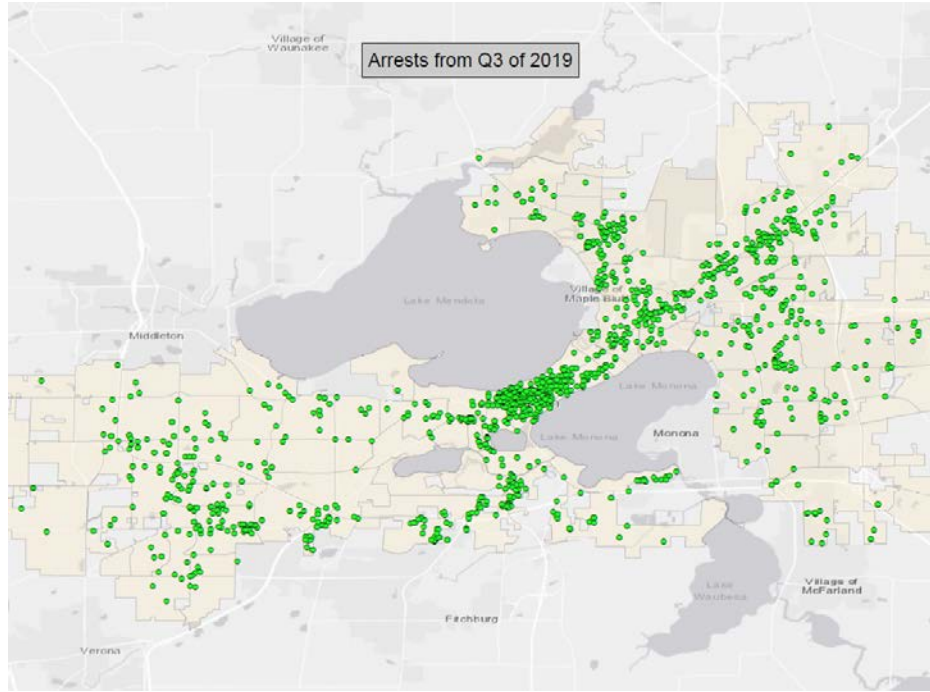 Village of
Waunakee
Arrests from Q3 of 2019
Lake Mendota
Village of
Maple Bluff
Middleton
Lake Monona
Lake Monona
Monona
Village of
McFarland
Lake
Waubesa
Fitchburg
Verona